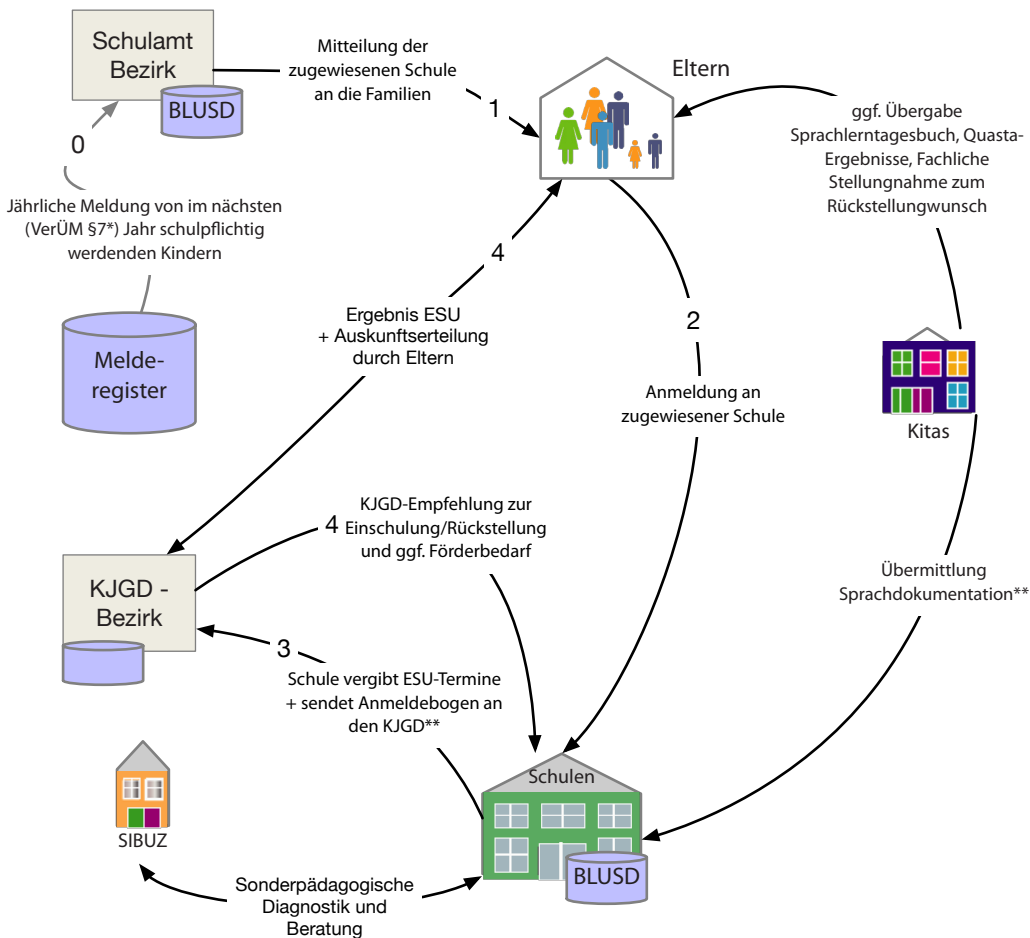 Schulamt
Bezirk
BLUSD
Mitteilung der
zugewiesenen Schule
an die Familien
1
Eltern
ggf. Übergabe
Sprachlerntagesbuch, Quasta-
Ergebnisse, Fachliche
Stellungnahme zum
Rückstellungwunsch
0
Jährliche Meldung von im nächsten
(VerÜM §7*) Jahr schulpflichtig
werdenden Kindern
4
Ergebnis ESU
+ Auskunftserteilung
durch Eltern
2
Melde-
register
Anmeldung an
zugewiesener Schule
Kitas
KJGD-Empfehlung zur
4 Einschulung/Rückstellung
und ggf. Förderbedarf
KJGD -
Bezirk
Übermittlung
Sprachdokumentation**
3
Schule vergibt ESU-Termine
+ sendet Anmeldebogen an
den KJGD**
Schulen
BLUSD
SIBUZ
Sonderpädagogische
Diagnostik und
Beratung